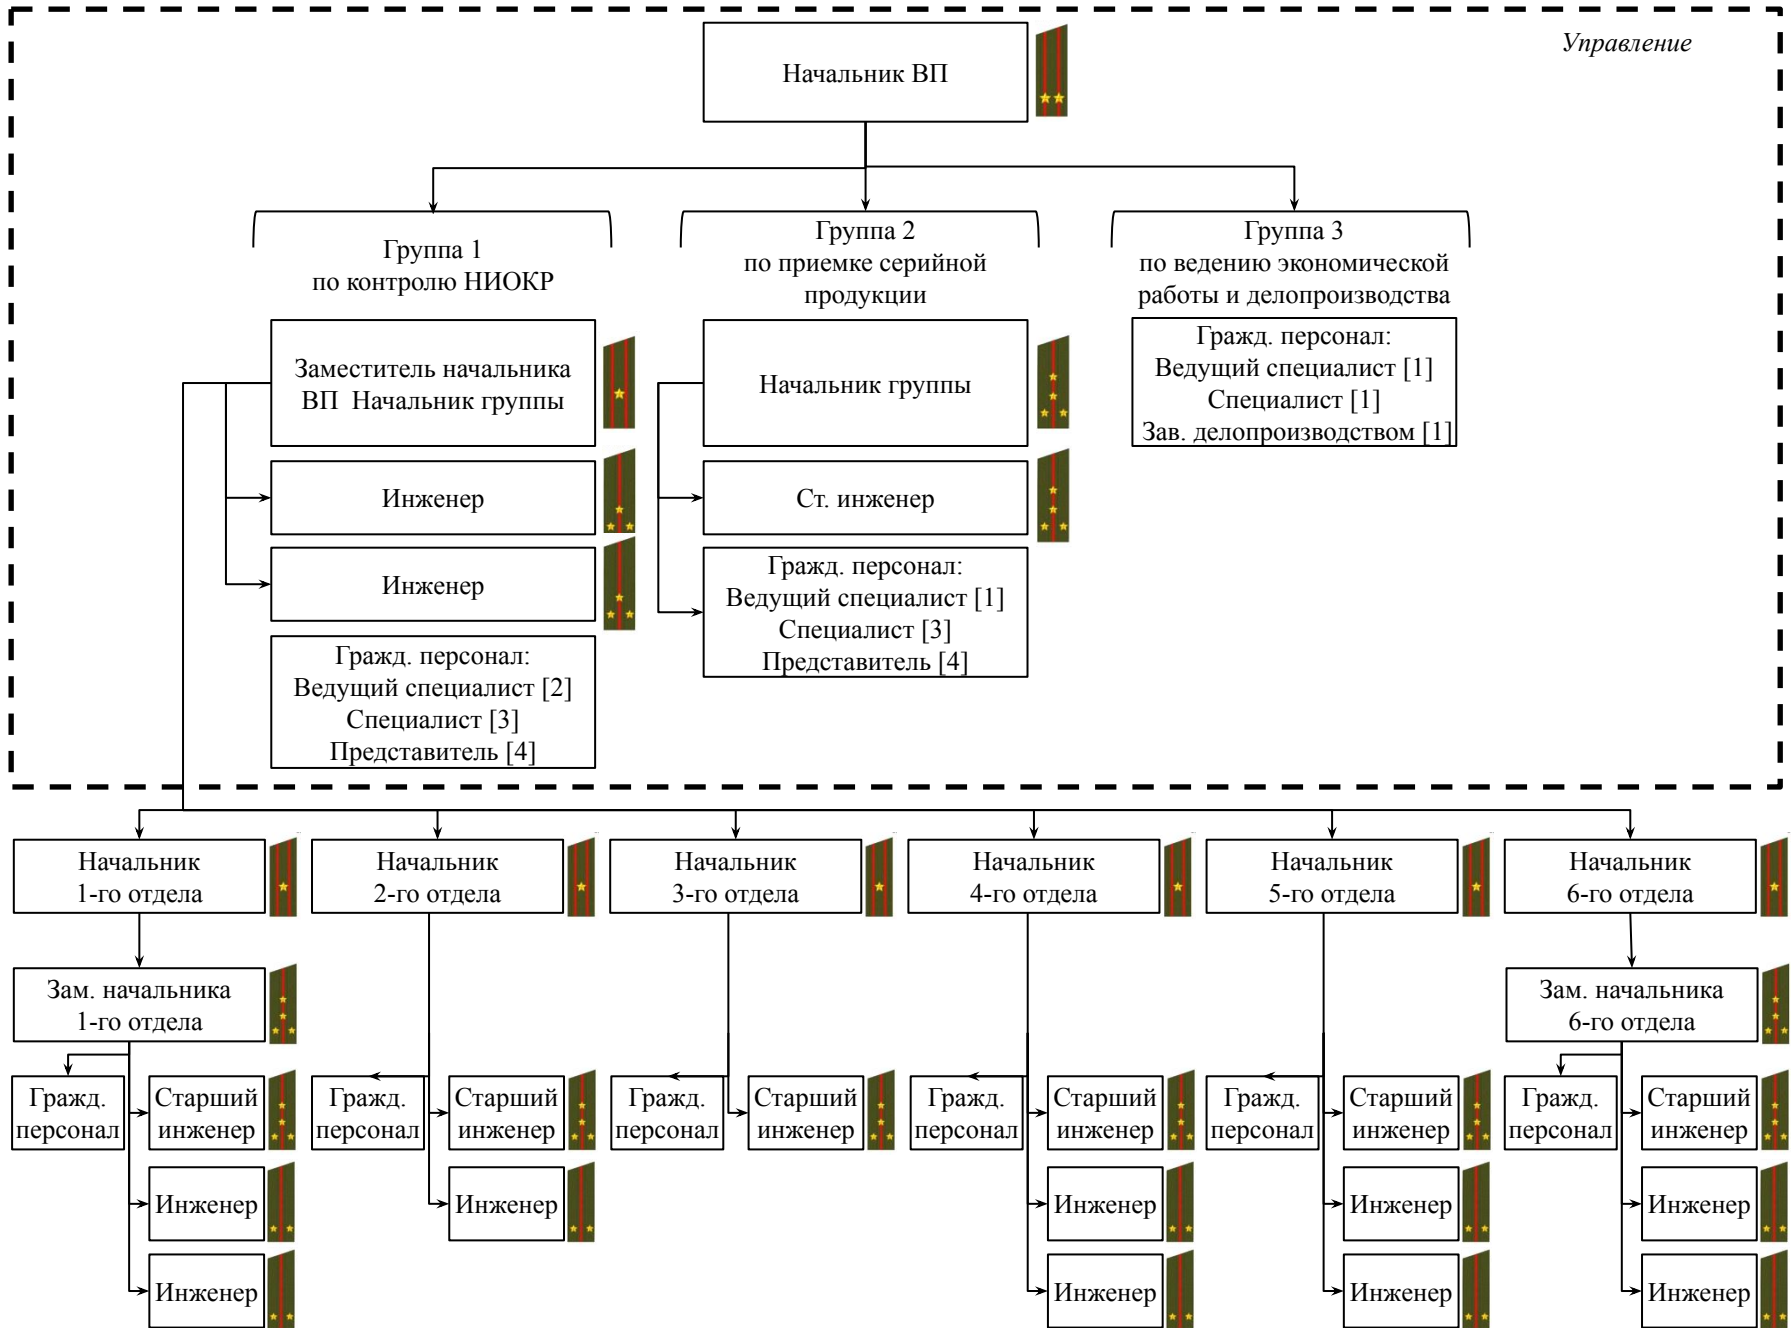 Управление
Начальник ВП
Группа 1
по контролю НИОКР
Группа 2
по приемке серийной
продукции
Группа 3
по ведению экономической
работы и делопроизводства
Заместитель начальника
ВП  Начальник группы
Инженер
Инженер
Гражд. персонал:
Ведущий специалист [2]
Специалист [3]
Представитель [4]
Начальник группы
Ст. инженер
Гражд. персонал:
Ведущий специалист [1]
Специалист [3]
Представитель [4]
Гражд. персонал:
Ведущий специалист [1]
Специалист [1]
Зав. делопроизводством [1]
Начальник
1-го отдела
Начальник
2-го отдела
Начальник
3-го отдела
Начальник
4-го отдела
Начальник
5-го отдела
Начальник
6-го отдела
Зам. начальника
1-го отдела
Зам. начальника
6-го отдела
Гражд.
персонал
Старший
инженер
Гражд.
персонал
Старший
инженер
Гражд.
персонал
Старший
инженер
Гражд.
персонал
Старший
инженер
Гражд.
персонал
Старший
инженер
Гражд.
персонал
Старший
инженер
Инженер
Инженер
Инженер
Инженер
Инженер
Инженер
Инженер
Инженер
Инженер